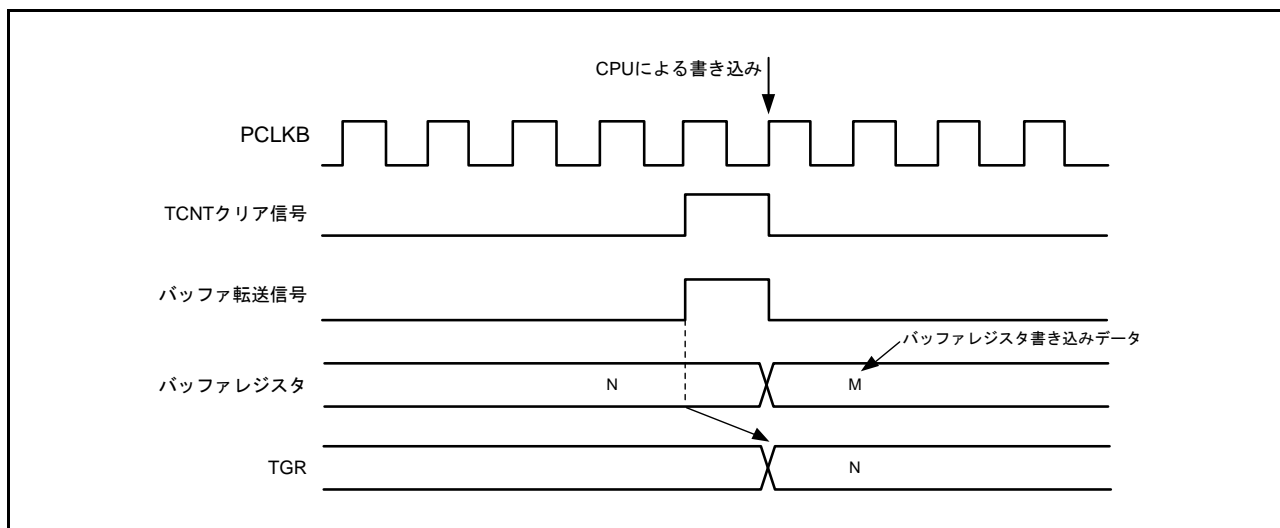 CPUによる書き込み
PCLKB
TCNTクリア信号
バッファ転送信号
バッファレジスタ書き込みデータ
バッファレジスタ
N
M
TGR
N